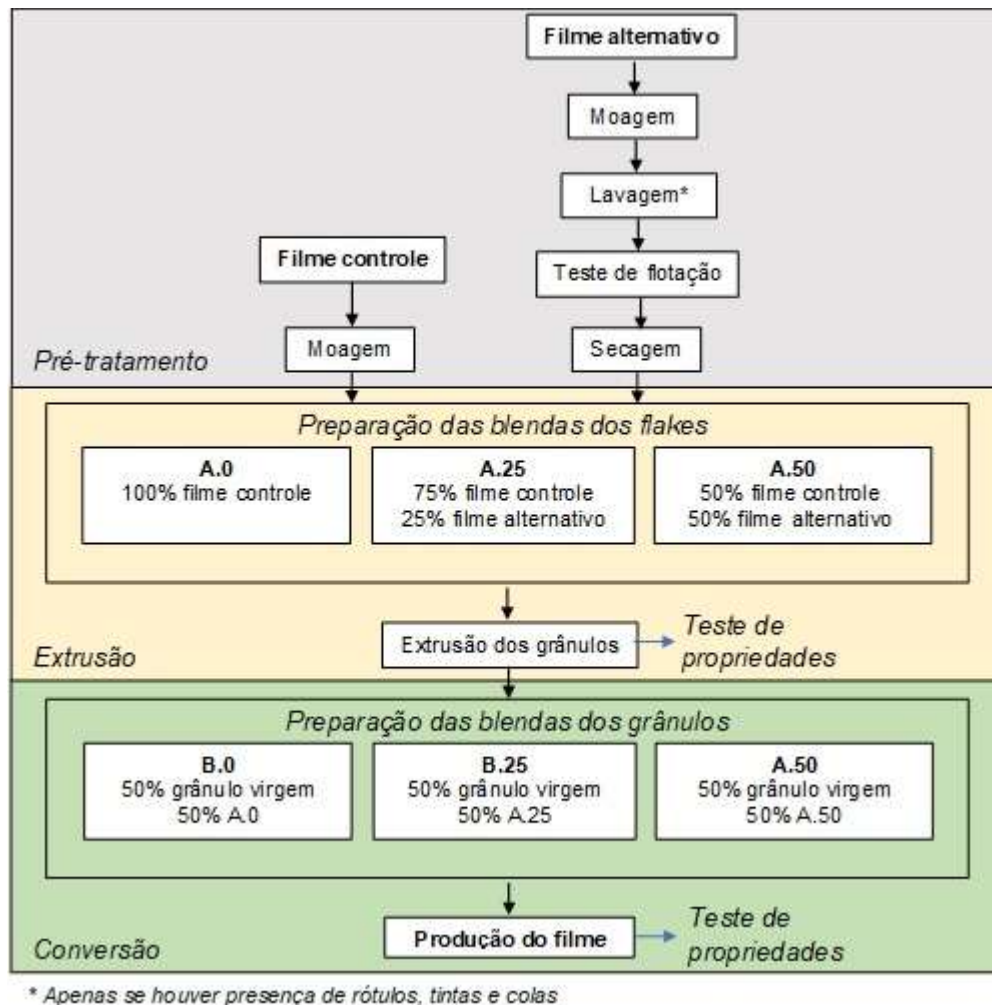 Filme alternativo
Moagem
Lavagem*
Filme controle
Teste de flotação
Moagem
Secagem
Pré-tratamento
Preparação das blendas dos flakes
A.0
100% filme controle
A.25
75% filme controle
25% filme alternativo
A.50
50% filme controle
50% filme alternativo
Extrusão dos grânulos
Teste de
propriedades
Extrusão
Preparação das blendas dos grânulos
B.0
50% grânulo virgem
50% A.0
B.25
50% grânulo virgem
50% A.25
A.50
50% grânulo virgem
50% A.50
Produção do filme
Teste de
propriedades
Conversão
* Apenas se houver presença de rótulos, tintas e colas